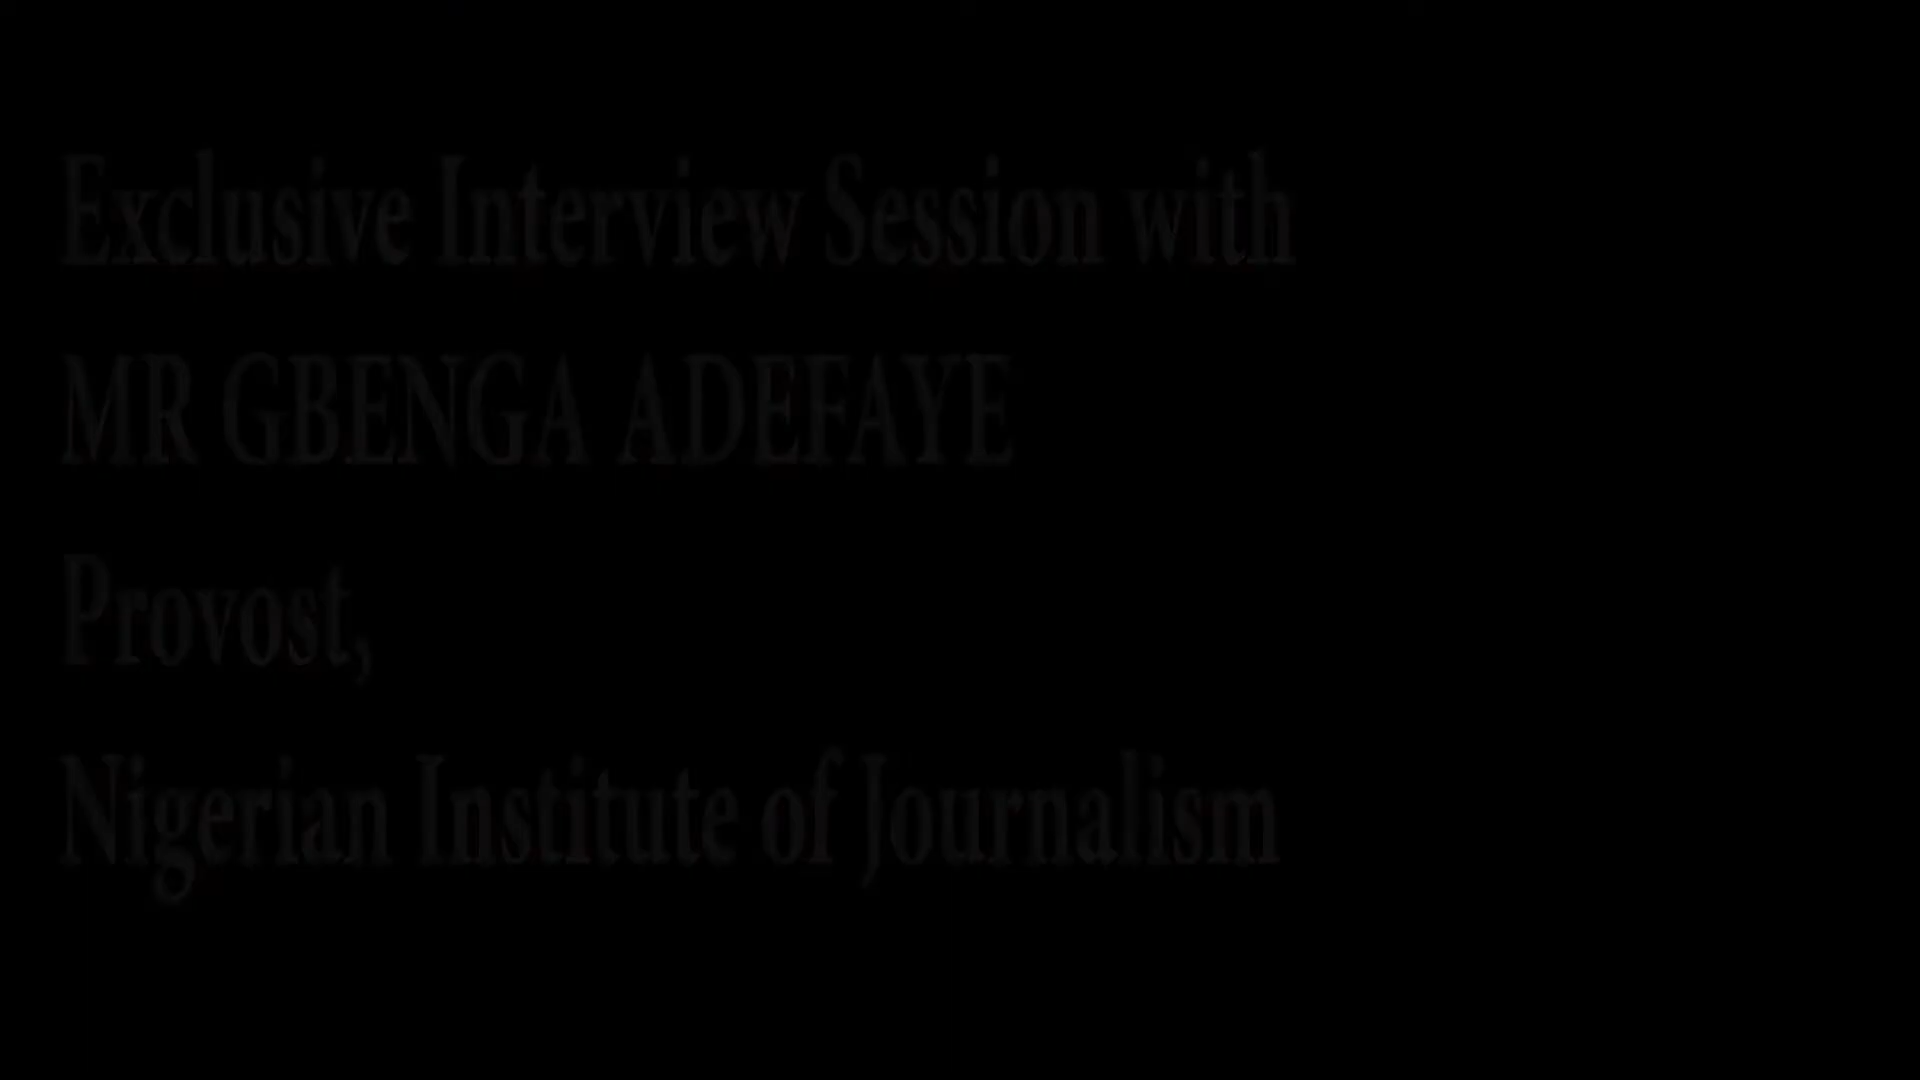 Exclusive Interview Session with
MR GBENGA ADEFAYE
Provost,
Nigerian Institute of Journalism